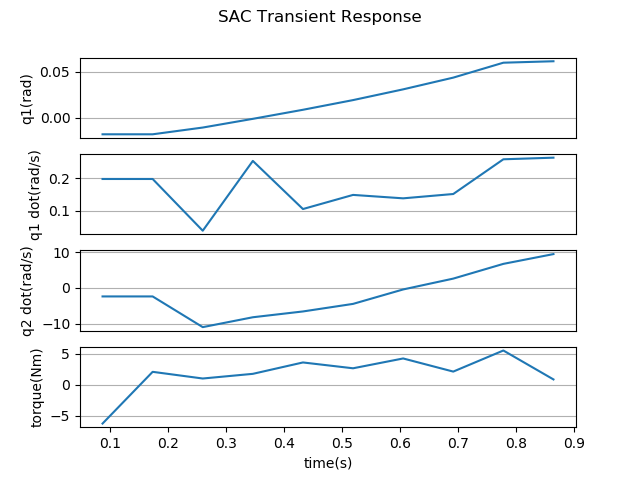 SAC Transient Response
q1(rad)
0.05
0.00
q1 dot(rad/s)
0.2
0.1
q2 dot(rad/s)
10
0
−10
torque(Nm)
5
0
−5
0.1 0.2 0.3 0.4 0.5 0.6 0.7 0.8 0.9
time(s)